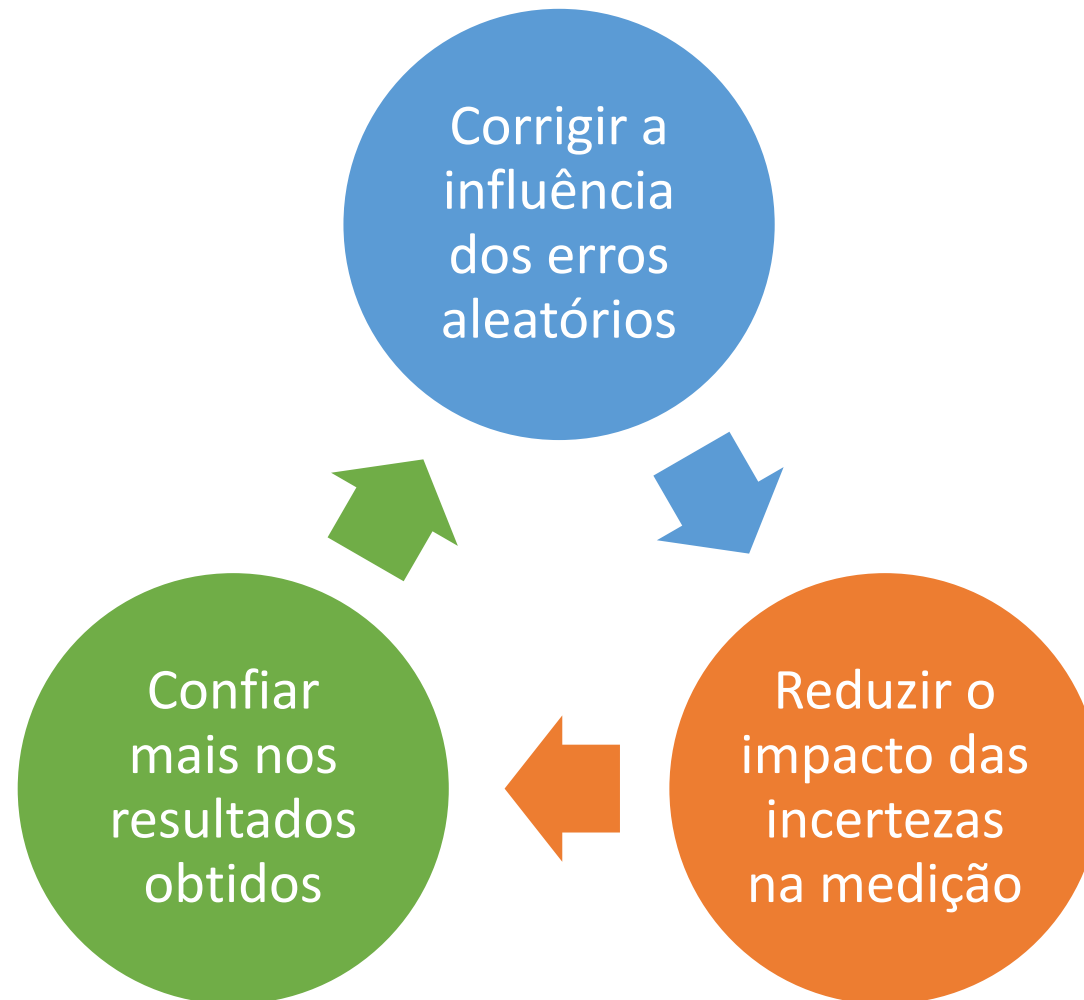 Corrigir a
influência
dos erros
aleatórios
Reduzir o
impacto das
incertezas
na medição
Confiar
mais nos
resultados
obtidos